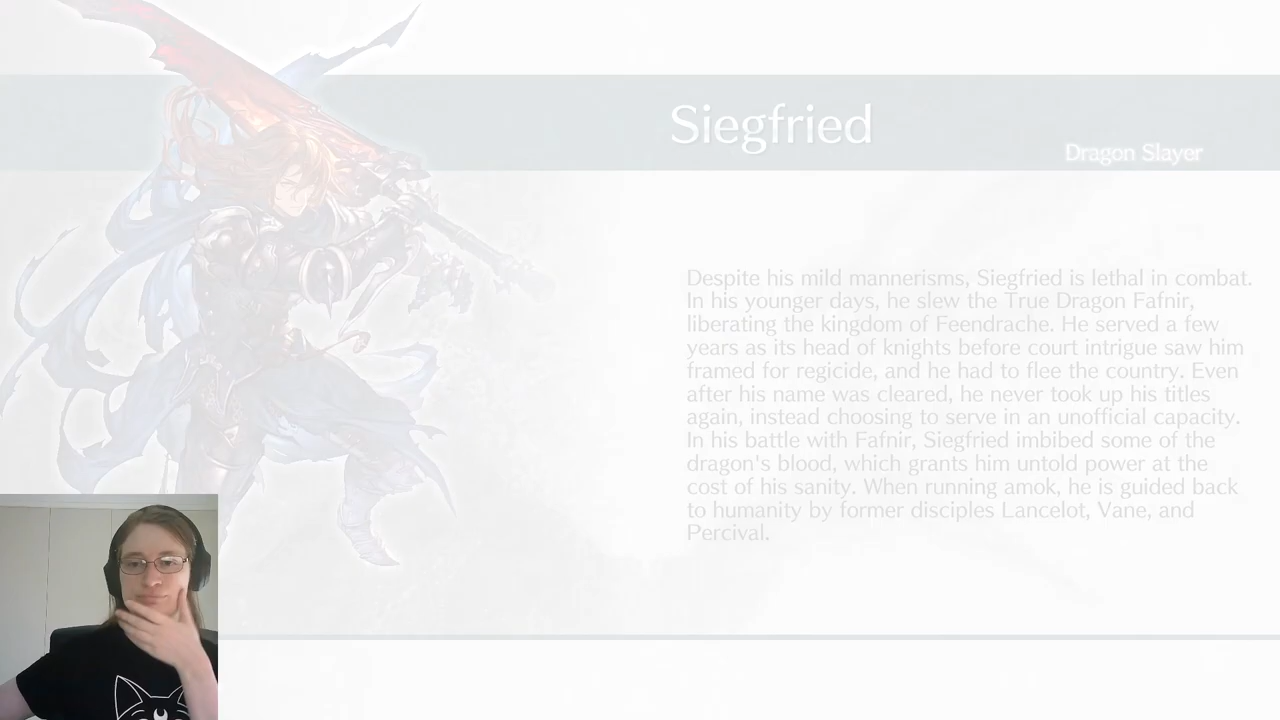 Siegfried
Dragon Slayer
Despite his mild mannerisms, Siegfried is lethal in combat.
In his younger days, he slew the True Dragon Fafnir,
liberating the kingdom of Feendrache. He served a few
years as its head of knights before court intrigue saw him
framed for regicide, and he had to flee the country. Even
after his name was cleared, he never took up his titles
again, instead choosing to serve in an unofficial capacity.
In his battle with Fafnir, Siegfried imbibed some of the
dragon's blood, which grants him untold power at the
cost of his sanity. When running amok, he is guided back
to humanity by former disciples Lancelot, Vane, and
Percival.